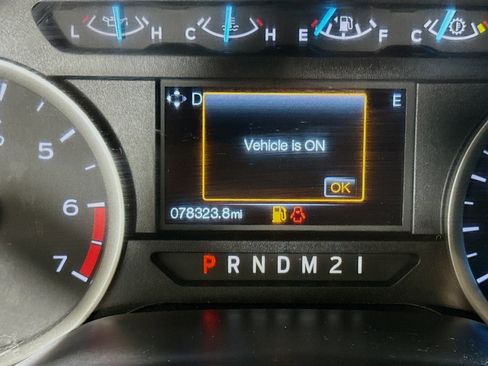 L H C H E F C
D E
Vehicle is ON
OK
078323.8mi
5
6
7
P R N D M 2 1